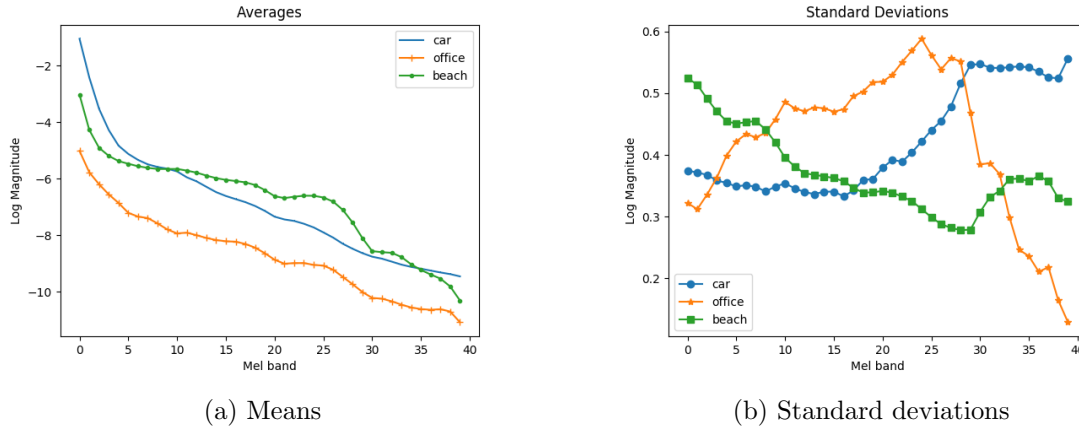 Averages
car
office
beach
−2
−4
−6
−8
−10
Log Magnitude
0 5 10 15 20 25 30 35 40
Mel band
(a) Means
Standard Deviations
0.6
0.5
0.4
0.3
0.2
Log Magnitude
car
office
beach
0 5 10 15 20 25 30 35 40
Mel band
(b) Standard deviations